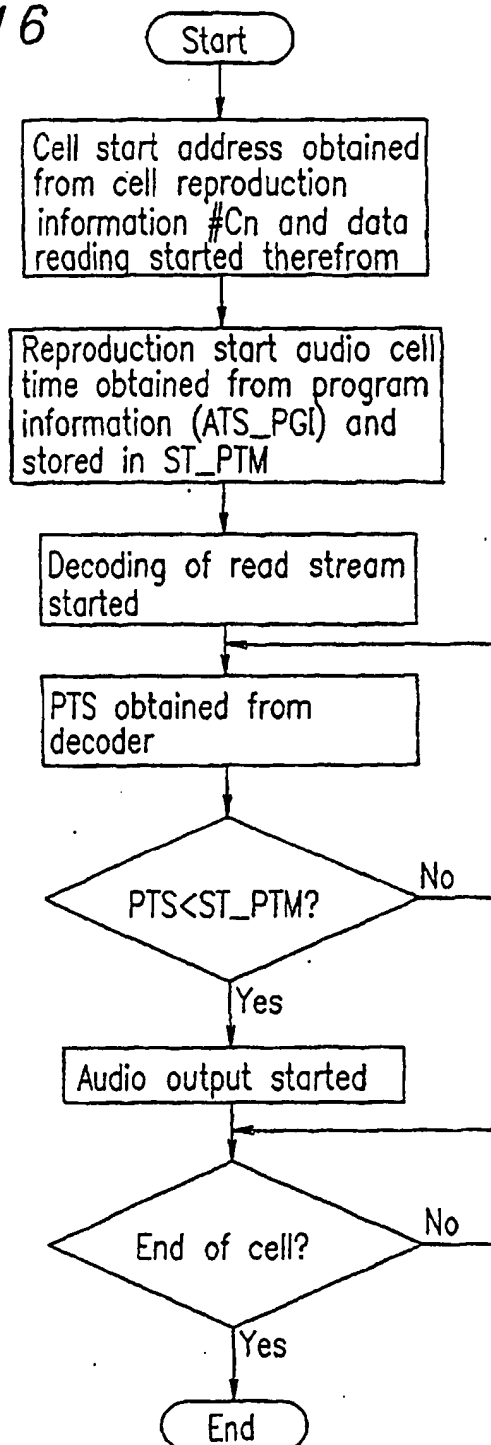 16
Start
Cell start address obtained
from cell reproduction
information #Cn and data
reading started therefrom
Reproduction start audio cell
time obtained from program
information (ATS_PGI) and
stored in ST_PTM
Decoding of read stream
started
PTS obtained from
decoder
PTS<ST_PTM?
No
Yes
Audio output started
End of cell?
No
Yes
End